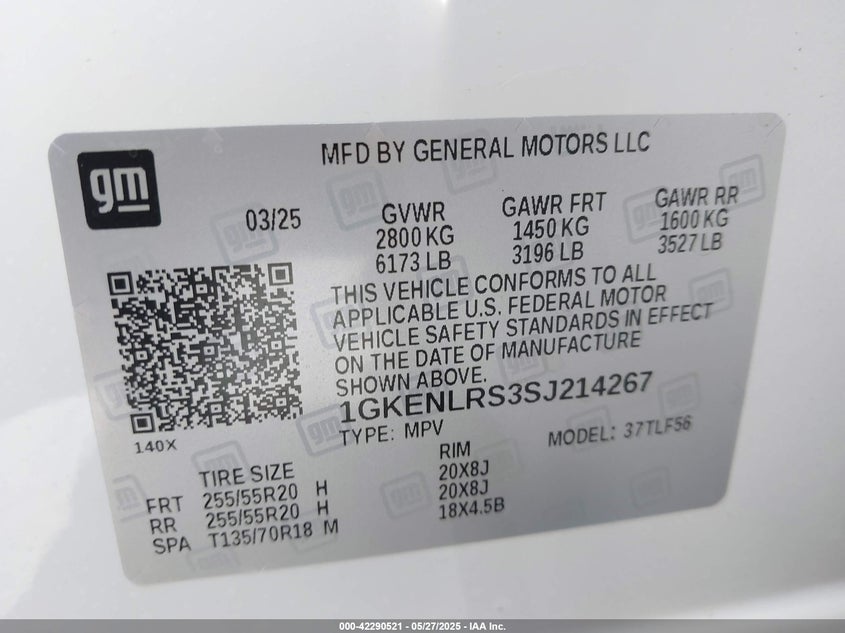 gm
MFD BY GENERAL MOTORS LLC
03/25
GVWR
2800 KG
6173 LB
GAWR FRT
1450 KG
3196 LB
GAWR RR
1600 KG
3527 LB
THIS VEHICLE CONFORMS TO ALL
APPLICABLE U.S. FEDERAL MOTOR
VEHICLE SAFETY STANDARDS IN EFFECT
ON THE DATE OF MANUFACTURE
SHOWN ABOVE.
1GKENLRS3SJ214267
TYPE: MPV MODEL: 37TLF56
140X
TIRE SIZE RIM
FRT 255/55R20 H 20X8J
RR 255/55R20 H 20X8J
SPA T135/70R18 M 18X4.5B
000-42290521 - 05/27/2025 - IAA Inc.